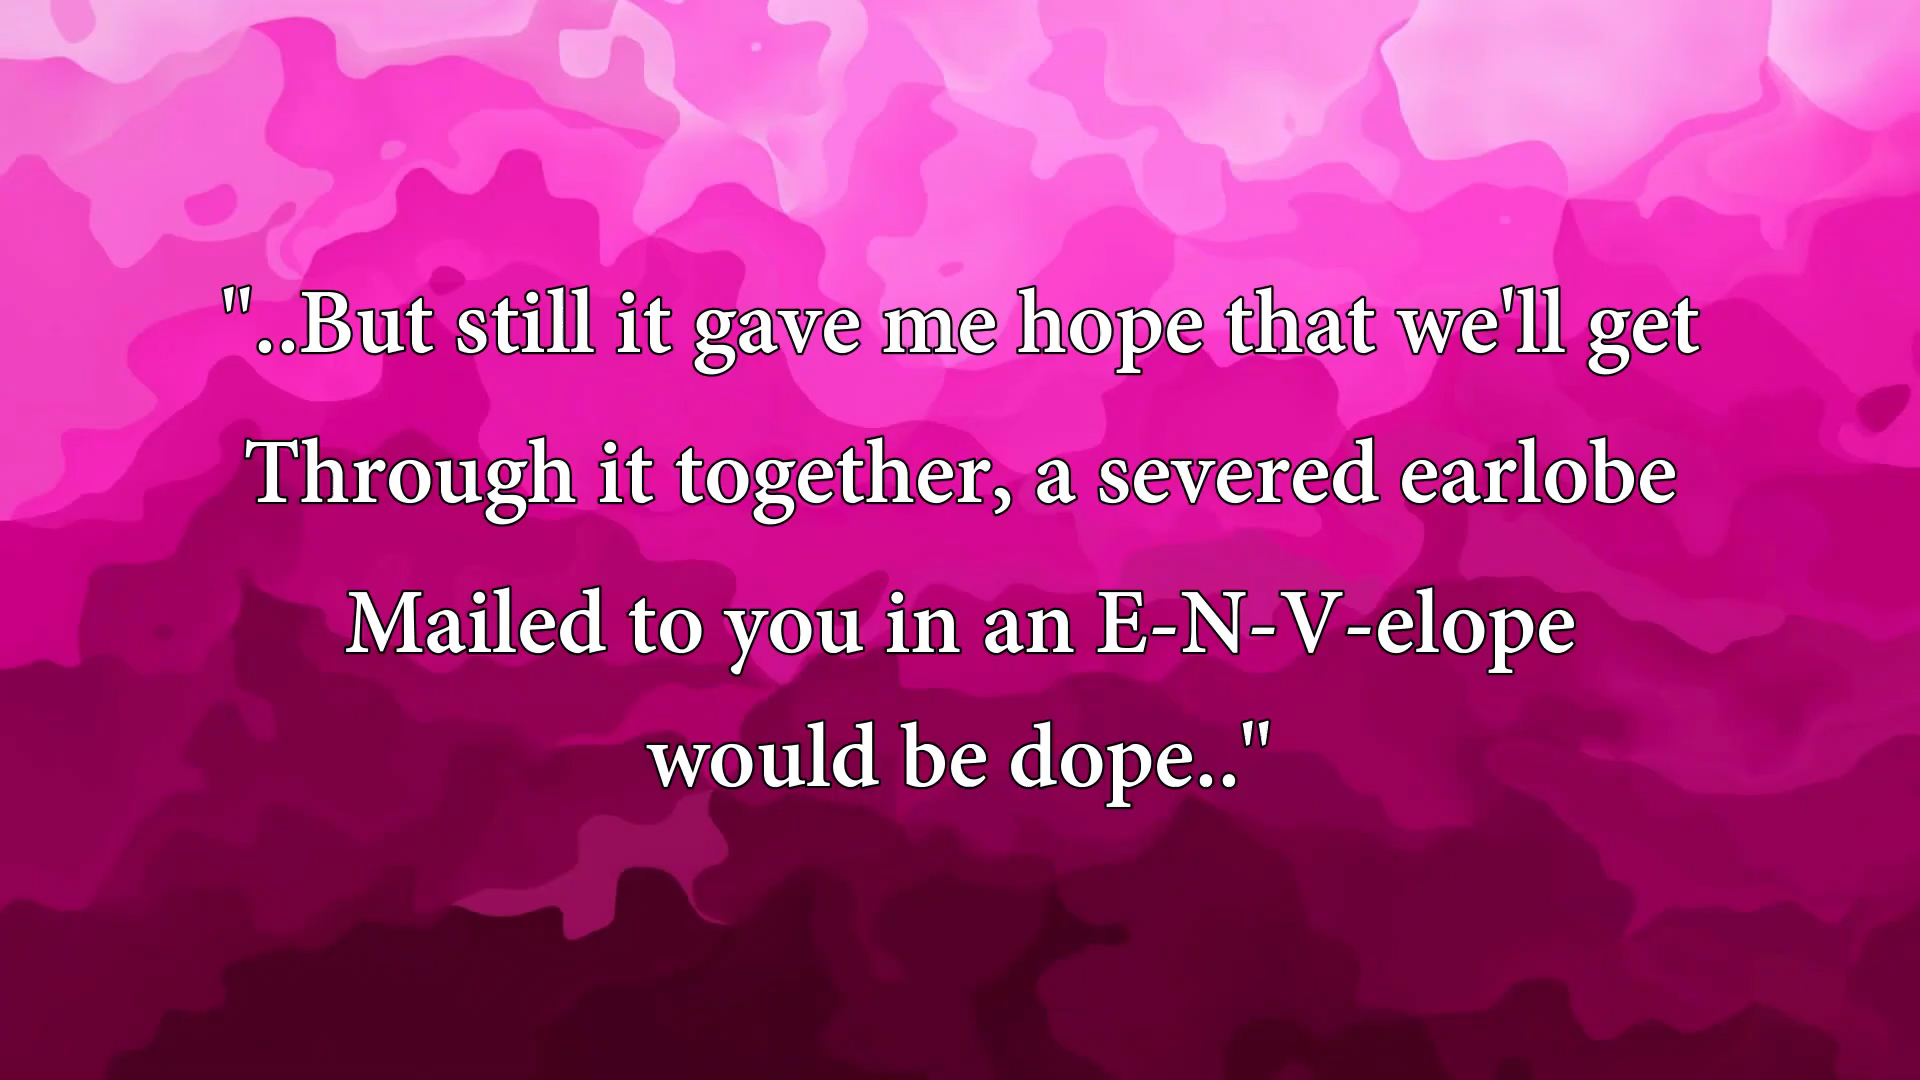 "..But still it gave me hope that we'll get
Through it together, a severed earlobe
Mailed to you in an E-N-V-elope
would be dope.."